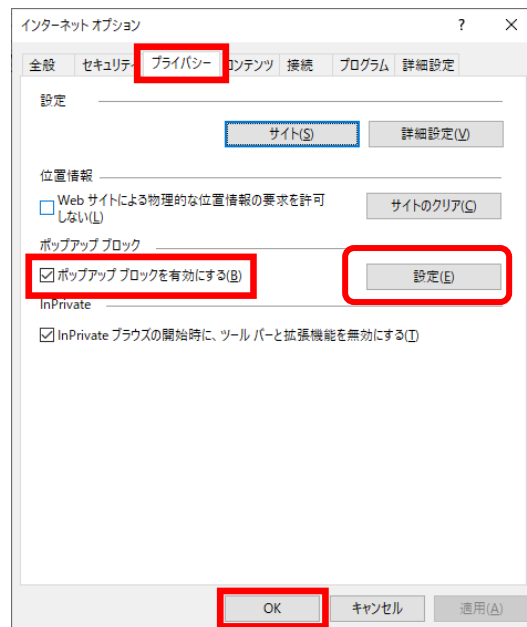 インターネット オプション
? ×
全般 セキュリティ プライバシー コンテンツ 接続 プログラム 詳細設定
設定
サイト(S) 詳細設定(V)
位置情報
Web サイトによる物理的な位置情報の要求を許可
しない(L)
サイトのクリア(C)
ポップアップ ブロック
ポップアップ ブロックを有効にする(B) 設定(E)
InPrivate
InPrivate ブラウズの開始時に、ツール バーと拡張機能を無効にする(T)
OK キャンセル 適用(A)